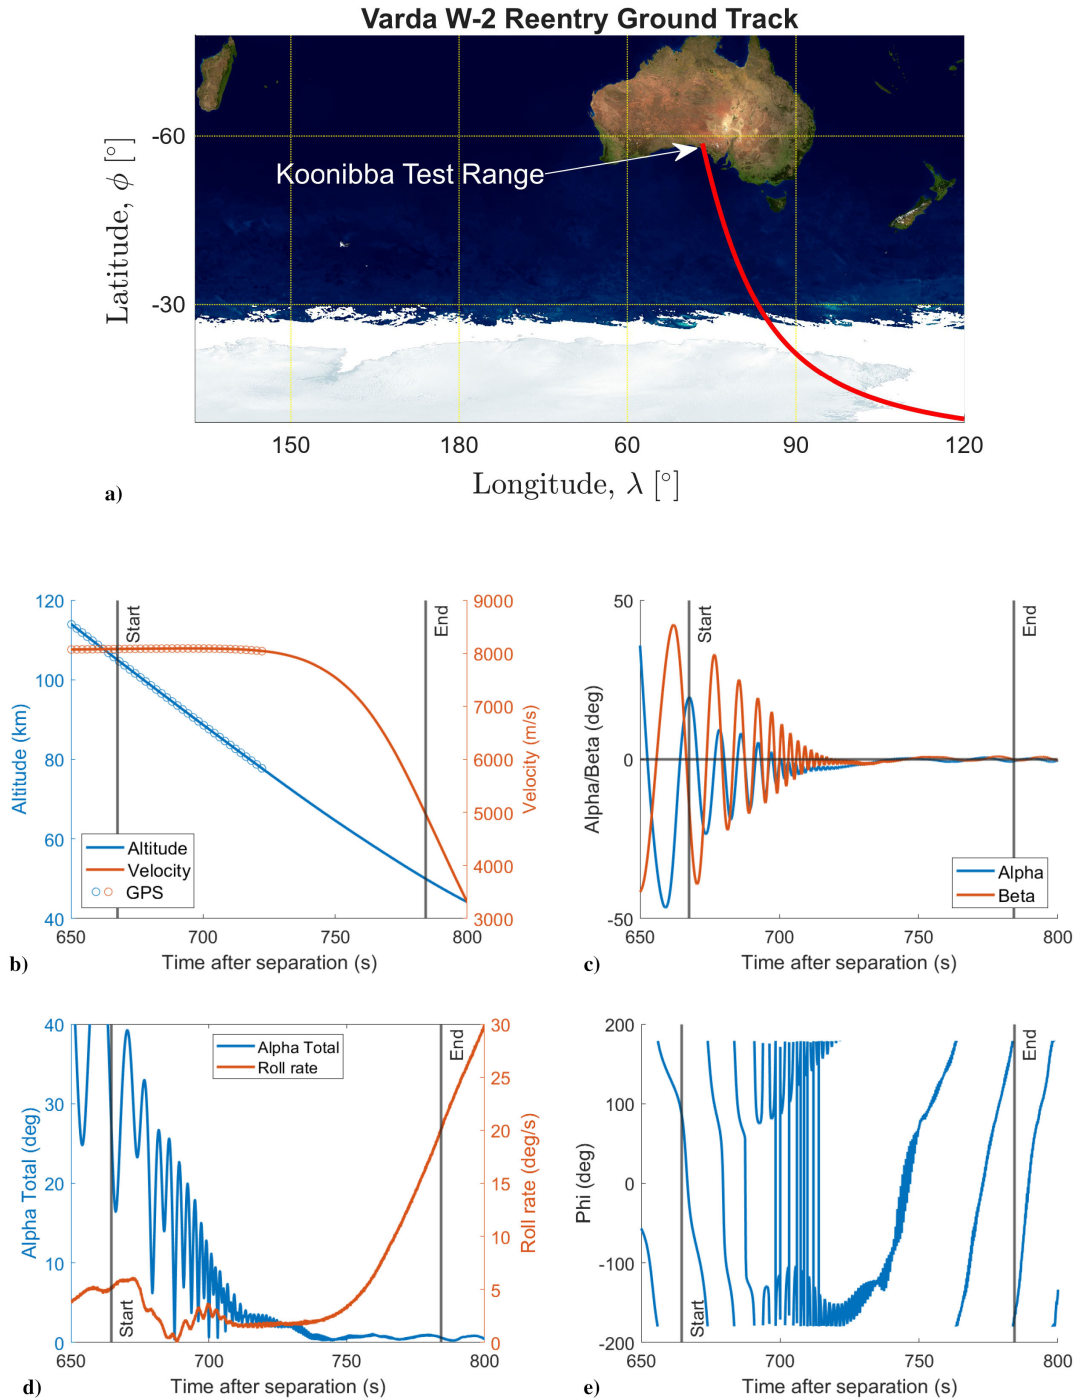 Varda W-2 Reentry Ground Track
Latitude, ϕ [°]
-60
-30
Koonibba Test Range
150 180 60 90 120
Longitude, λ [°]
a)
Altitude (km)
120
100
80
60
40
Start
End
9000
8000
7000
6000
5000
4000
3000
Velocity (m/s)
Altitude
Velocity
GPS
650 700 750 800
Time after separation (s)
b)
Alpha/Beta (deg)
50
0
-50
Start
End
Alpha
Beta
650 700 750 800
Time after separation (s)
c)
Alpha Total (deg)
40
30
20
10
0
Alpha Total
Roll rate
Start
End
30
25
20
15
10
5
0
Roll rate (deg/s)
650 700 750 800
Time after separation (s)
d)
Phi (deg)
200
100
0
-100
-200
Start
End
650 700 750 800
Time after separation (s)
e)